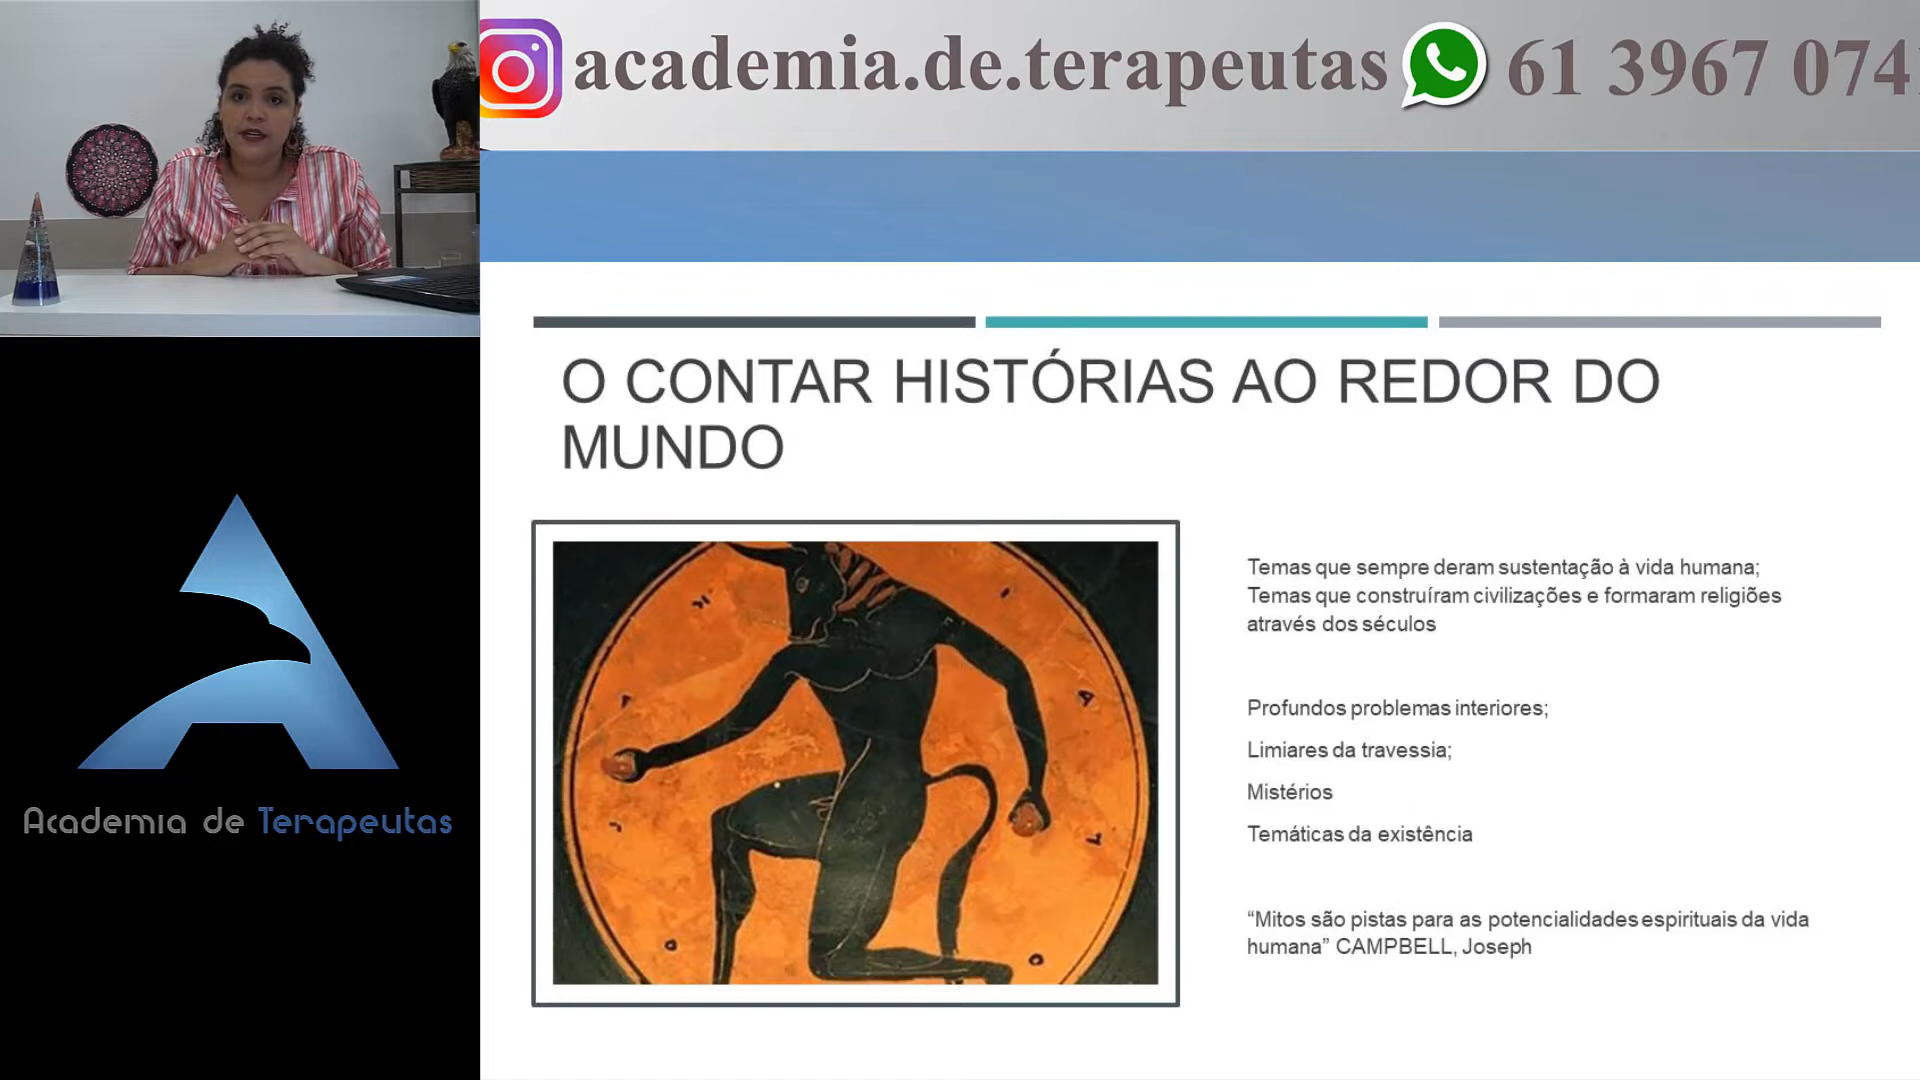 academia.de.terapeutas 61 3967 074
O CONTAR HISTÓRIAS AO REDOR DO
MUNDO
Temas que sempre deram sustentação à vida humana;
Temas que construíram civilizações e formaram religiões
através dos séculos
Profundos problemas interiores;
Limiares da travessia;
Mistérios
Temáticas da existência
“Mitos são pistas para as potencialidades espirituais da vida
humana” CAMPBELL, Joseph
Academia de Terapeutas